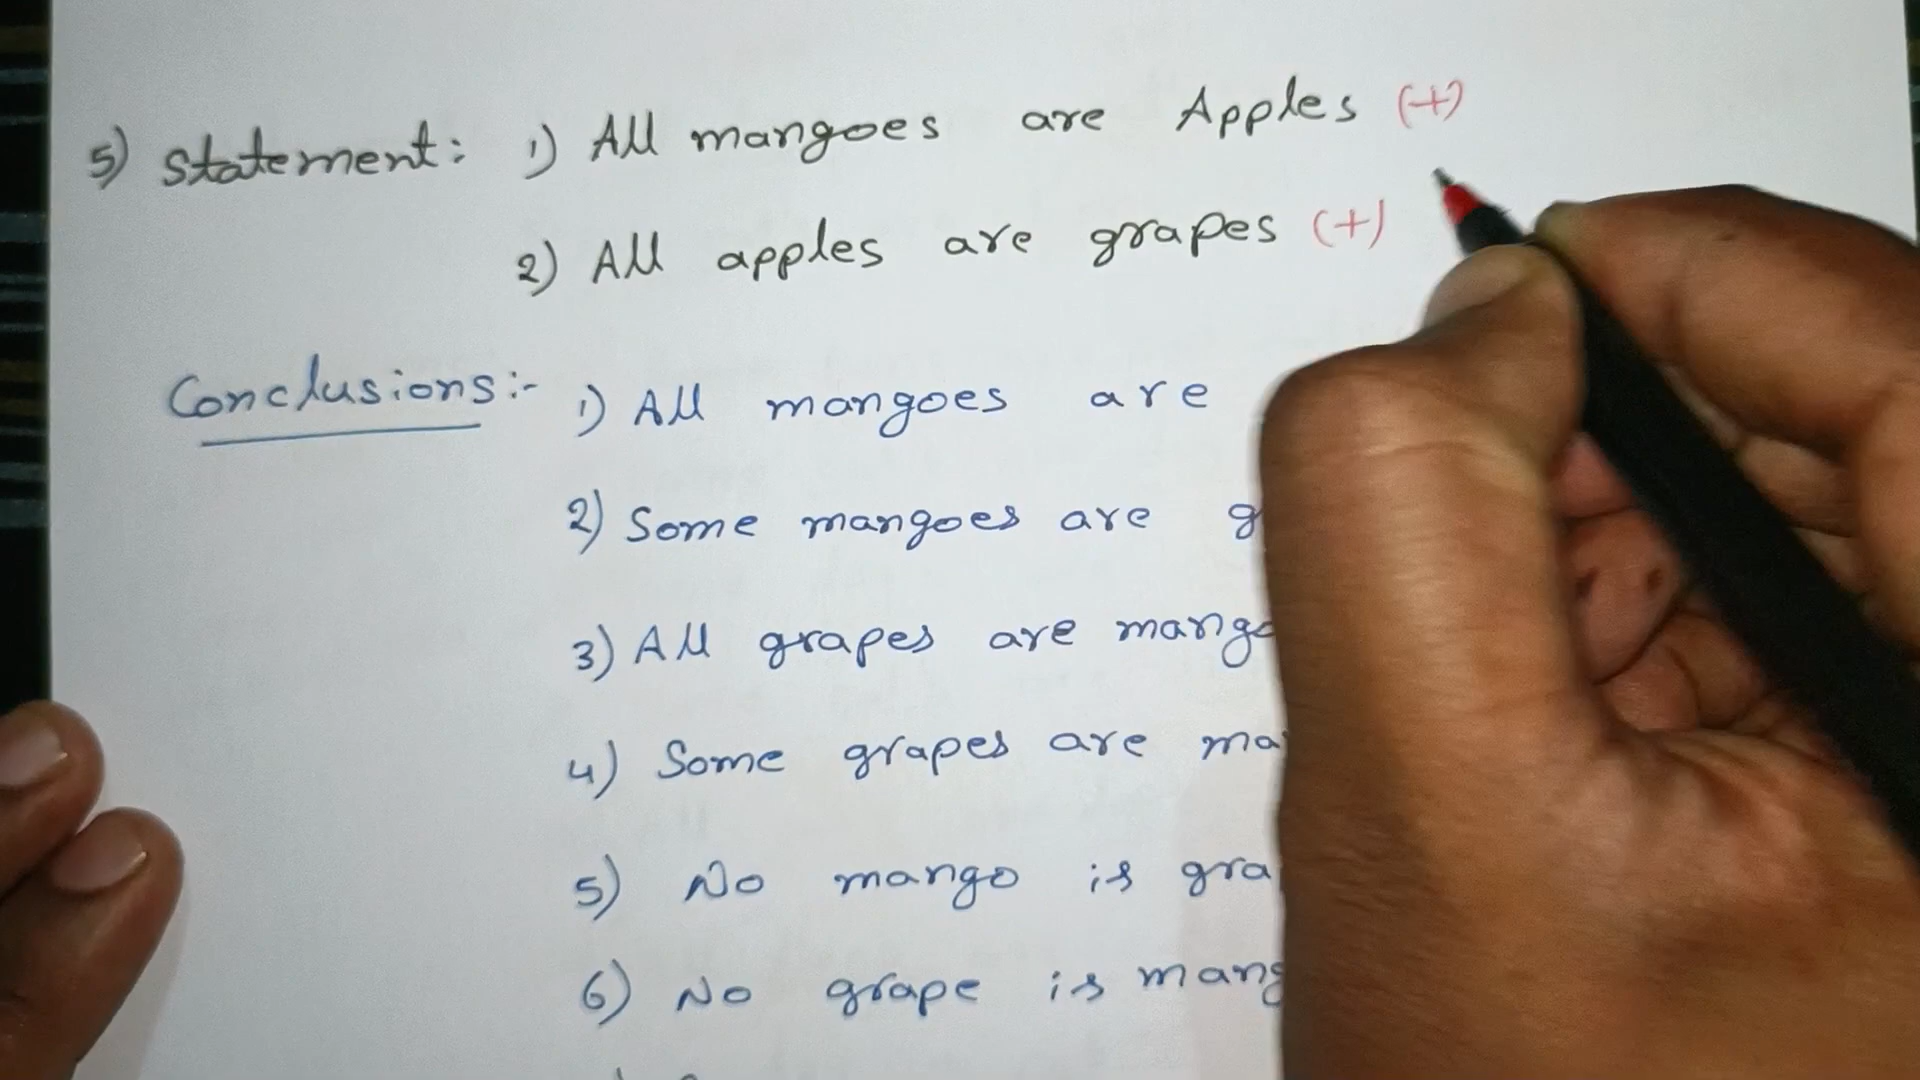 5) Statement: 1) All mangoes are Apples (+)
2) All apples are grapes (+)
Conclusions:- 1) All mangoes are
2) Some mangoes are
3) All grapes are
4) Some grapes are
5) No mango is
6) No grape is